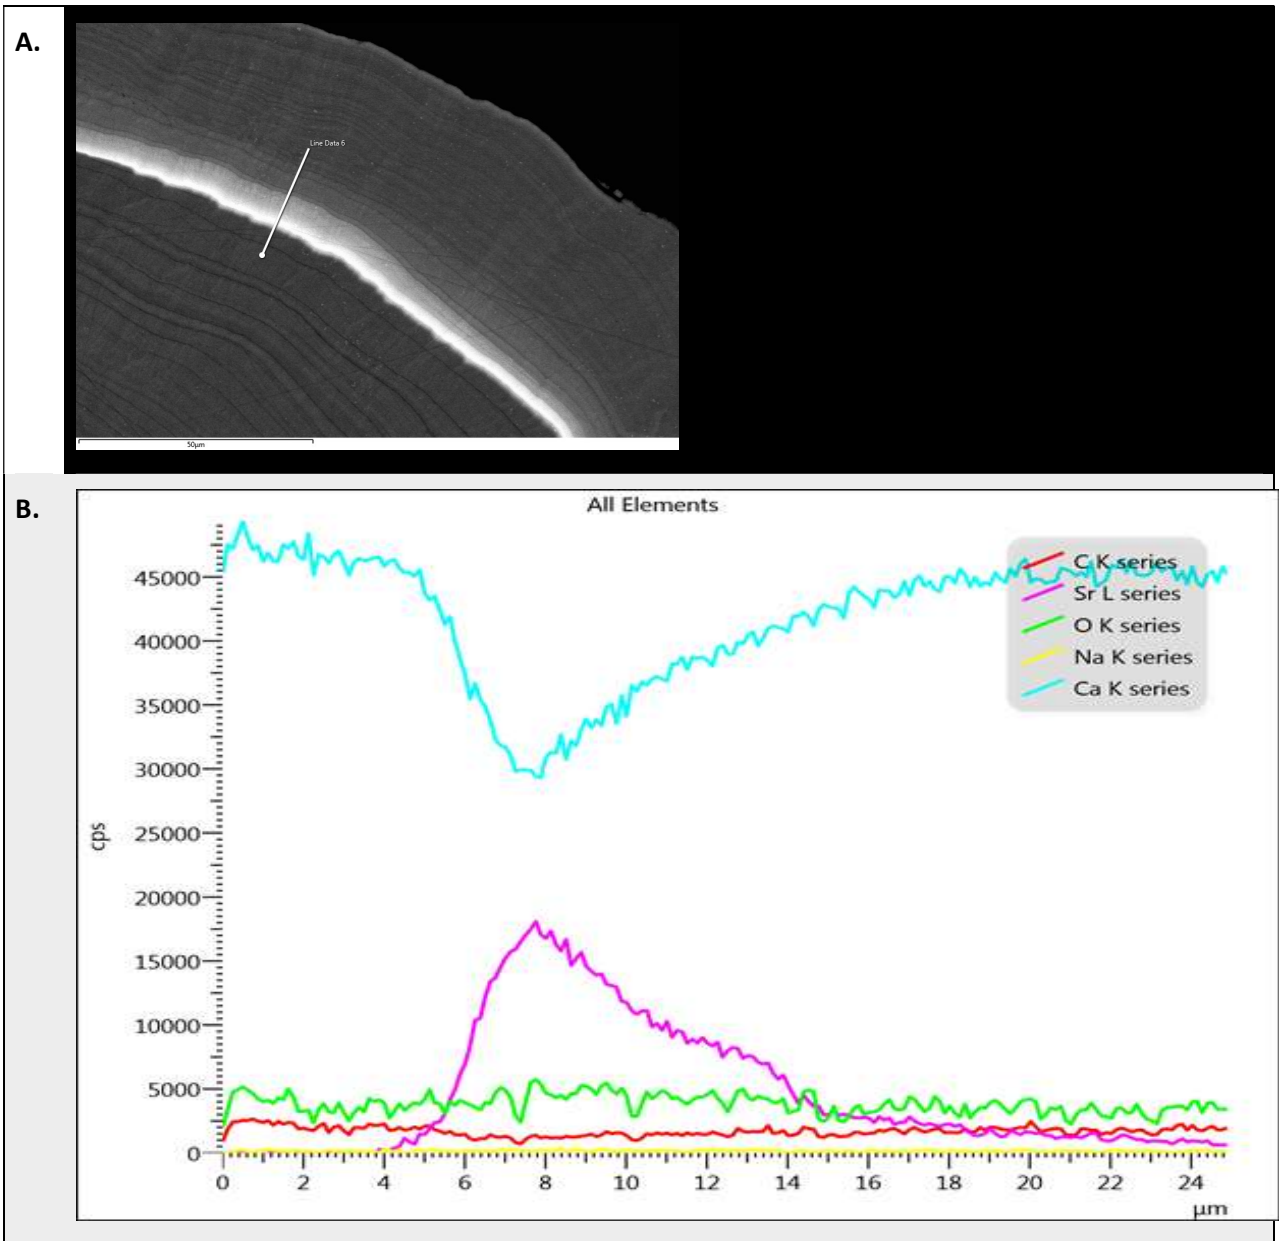 A.
Line Data 6
50µm
B.
All Elements
C K series
Sr L series
O K series
Na K series
Ca K series
45000
40000
35000
30000
25000
20000
15000
10000
5000
0
cps
0 2 4 6 8 10 12 14 16 18 20 22 24
µm